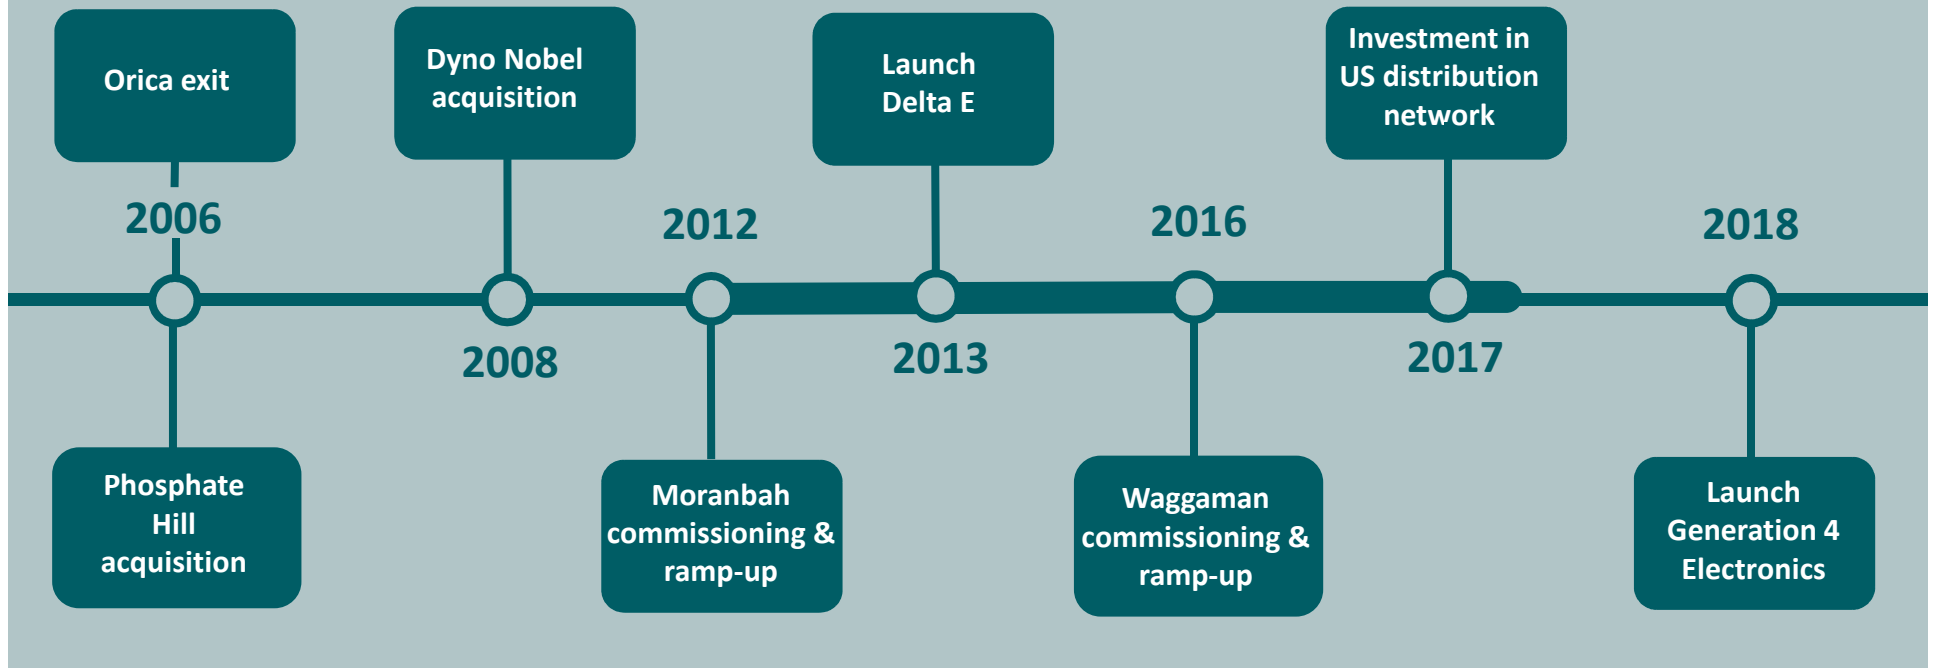 Orica exit
2006
Phosphate
Hill
acquisition
Dyno Nobel
acquisition
2008
2012
Moranbah
commissioning &
ramp-up
Launch
Delta E
2013
2016
Waggaman
commissioning &
ramp-up
Investment in
US distribution
network
2017
2018
Launch
Generation 4
Electronics